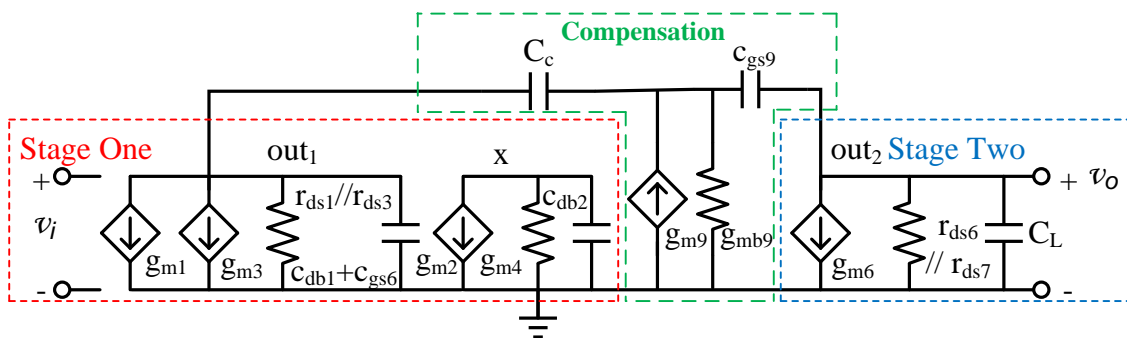 Compensation
C_c
c_gs9
Stage One
out_1
x
out_2 Stage Two
+
v_i
-
g_m1
g_m3
r_ds1//r_ds3
c_db1+c_gs6
g_m2
g_m4
c_db2
g_m9
g_mb9
g_m6
r_ds6
// r_ds7
C_L
+ v_o
-